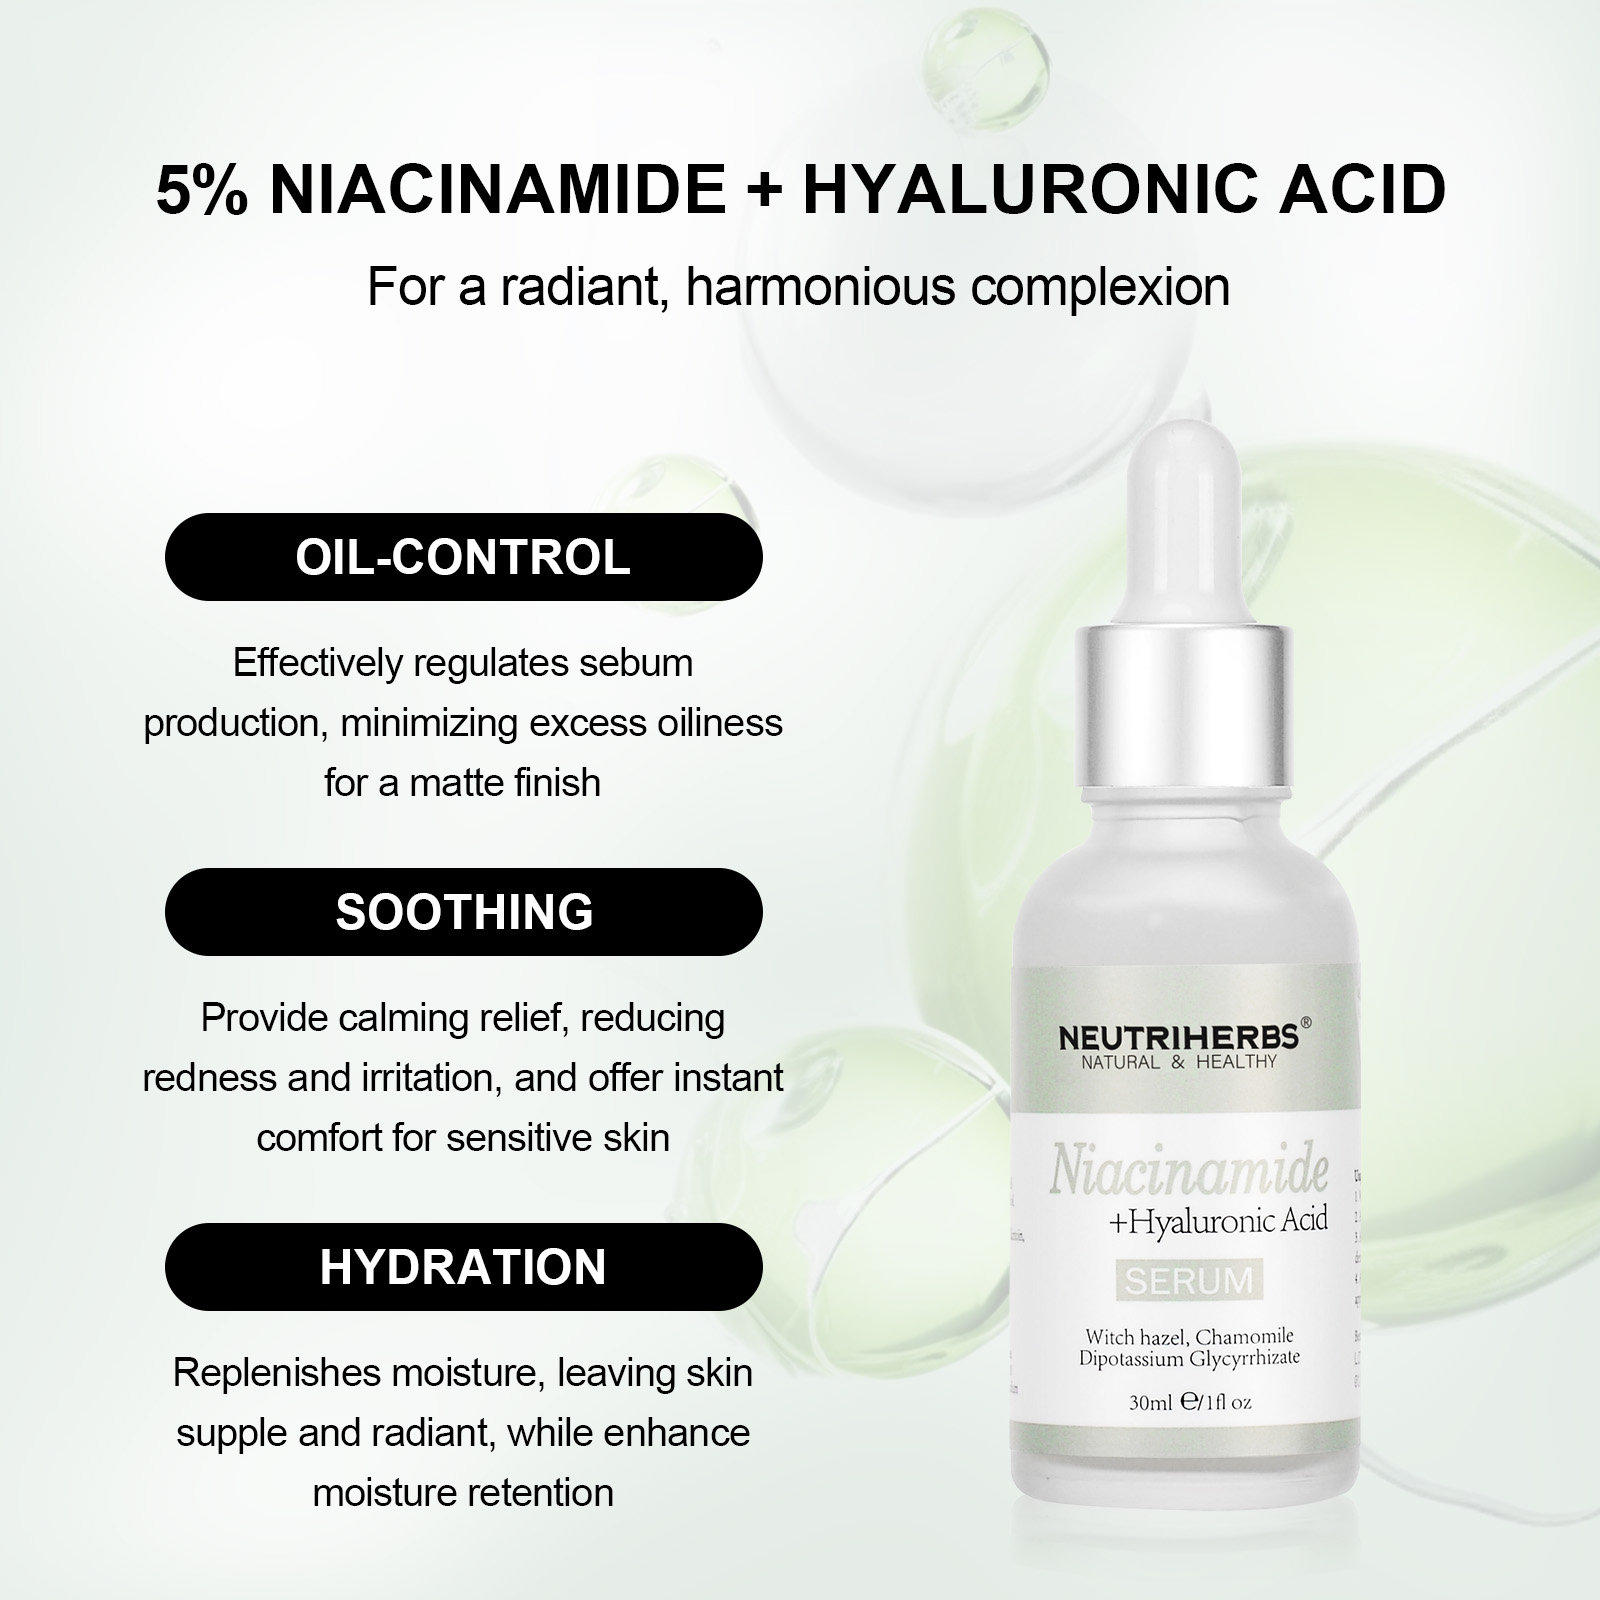 5% NIACINAMIDE + HYALURONIC ACID
For a radiant, harmonious complexion
OIL-CONTROL
Effectively regulates sebum
production, minimizing excess oiliness
for a matte finish
SOOTHING
Provide calming relief, reducing
redness and irritation, and offer instant
comfort for sensitive skin
HYDRATION
Replenishes moisture, leaving skin
supple and radiant, while enhance
moisture retention
NEUTRIHERBS®
NATURAL & HEALTHY
Niacinamide
+Hyaluronic Acid
SERUM
Witch hazel, Chamomile
Dipotassium Glycyrrhizate
30ml ℮/1fl oz